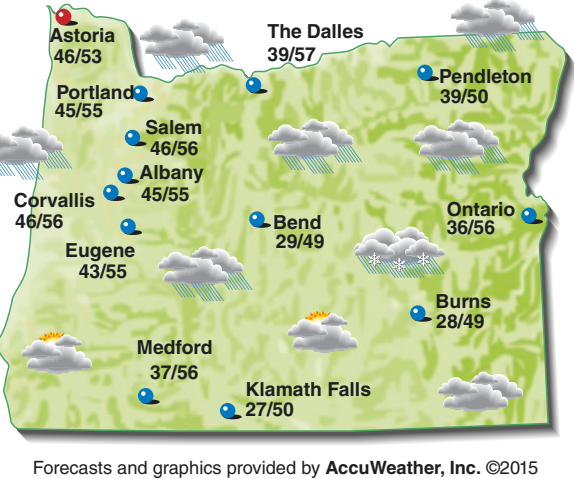 Astoria
46/53
The Dalles
39/57
Portland
45/55
Pendleton
39/50
Salem
46/56
Albany
45/55
Corvallis
46/56
Eugene
43/55
Bend
29/49
Ontario
36/56
Burns
28/49
Medford
37/56
Klamath Falls
27/50
Forecasts and graphics provided by AccuWeather, Inc. ©2015